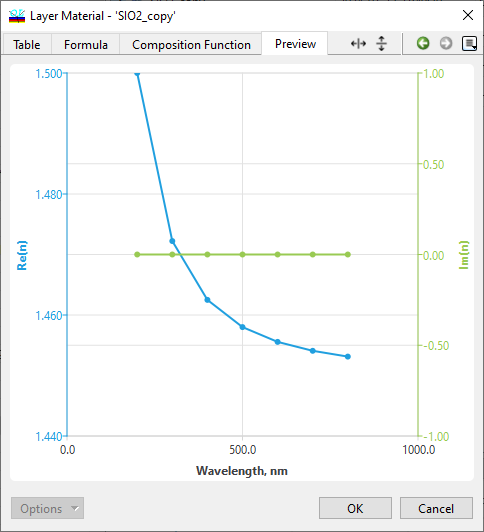 Layer Material - 'SIO2_copy'
Table Formula Composition Function Preview
1.500 1.00
0.50
1.480
Re(n) 0.00 Im(n)
1.460
-0.50
1.440 -1.00
0.0 500.0 1000.0
Wavelength, nm
Options OK Cancel